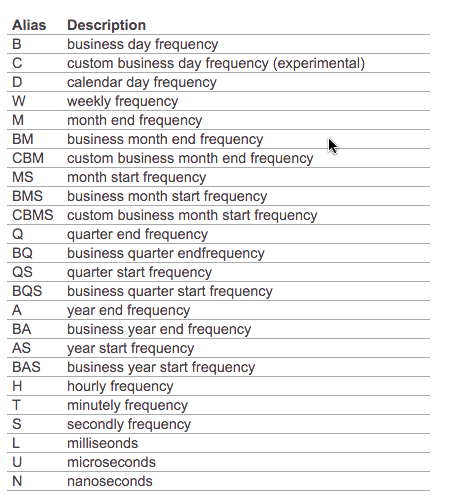 Alias Description
B business day frequency
C custom business day frequency (experimental)
D calendar day frequency
W weekly frequency
M month end frequency
BM business month end frequency
CBM custom business month end frequency
MS month start frequency
BMS business month start frequency
CBMS custom business month start frequency
Q quarter end frequency
BQ business quarter endfrequency
QS quarter start frequency
BQS business quarter start frequency
A year end frequency
BA business year end frequency
AS year start frequency
BAS business year start frequency
H hourly frequency
T minutely frequency
S secondly frequency
L milliseonds
U microseconds
N nanoseconds